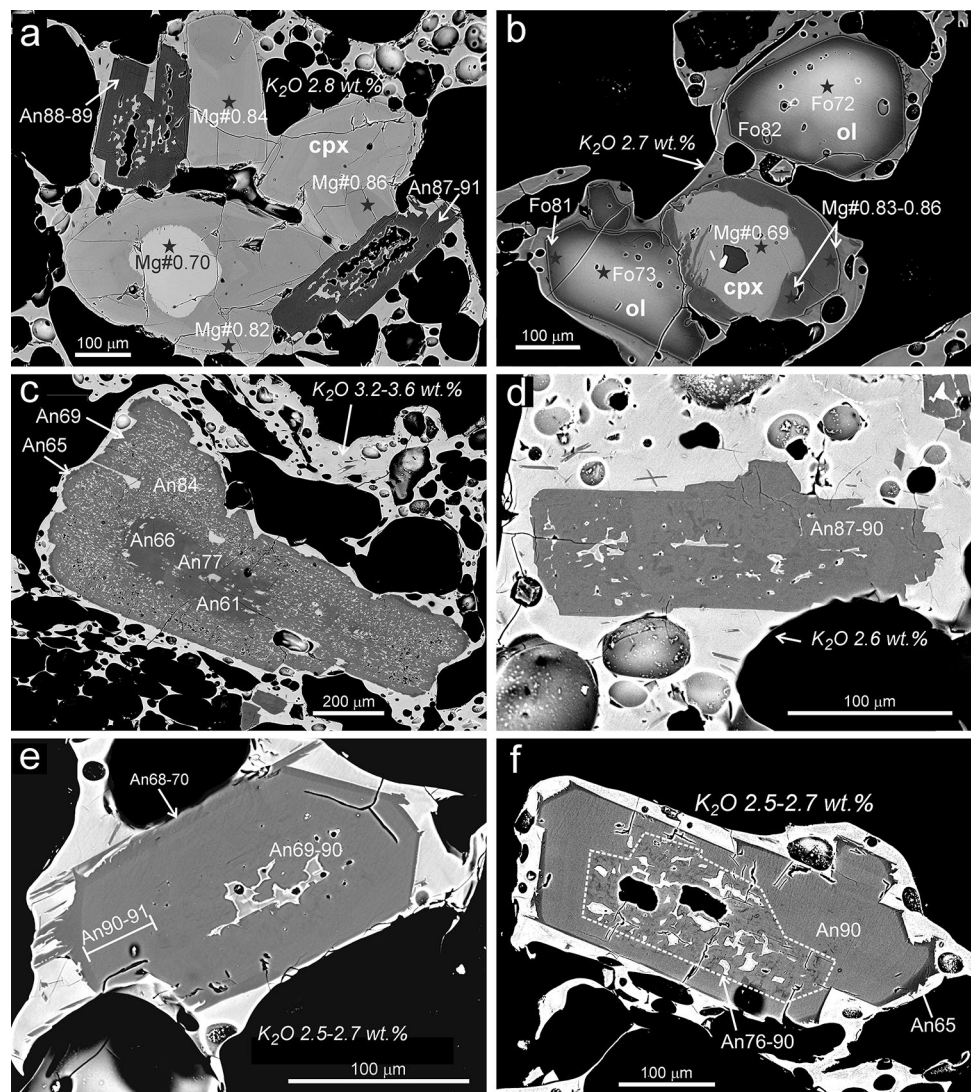 a
An88-89
K2O 2.8 wt.%
Mg#0.84
cpx
Mg#0.86
An87-91
Mg#0.70
Mg#0.82
100 µm
b
Fo72
Fo82
ol
K2O 2.7 wt.%
Fo81
Mg#0.83-0.86
Mg#0.69
Fo73
cpx
ol
100 µm
c
K2O 3.2-3.6 wt.%
An69
An65
An84
An66
An77
An61
200 µm
d
An87-90
K2O 2.6 wt.%
100 µm
e
An68-70
An69-90
An90-91
K2O 2.5-2.7 wt.%
100 µm
f
K2O 2.5-2.7 wt.%
An90
An65
An76-90
100 µm